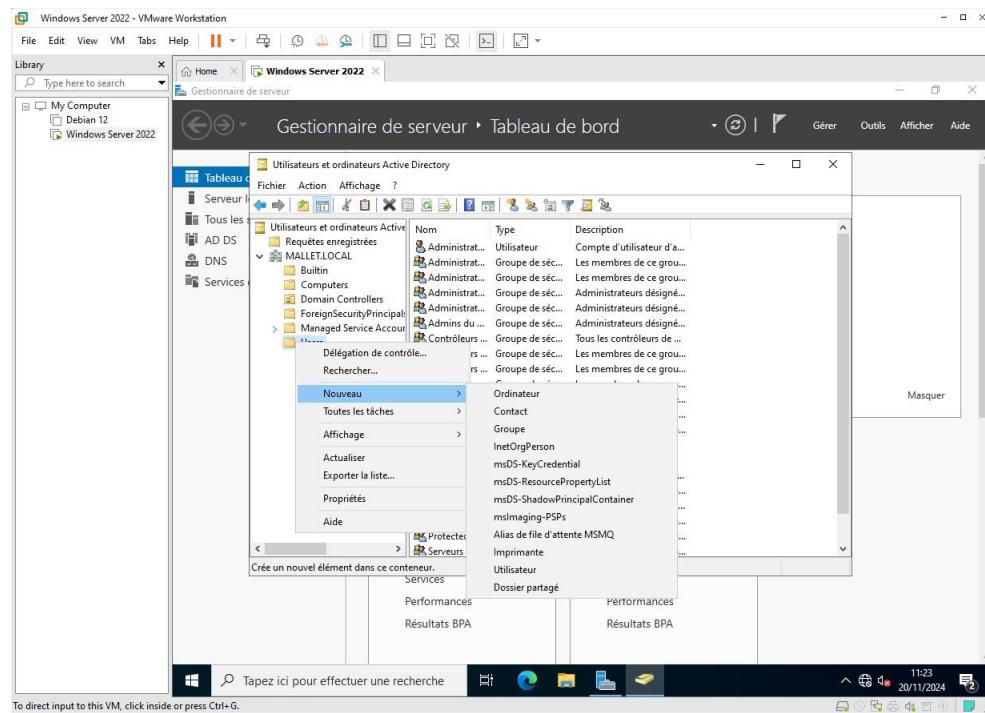 Windows Server 2022 - VMware Workstation
File Edit View VM Tabs Help
Library
Type here to search
My Computer
Debian 12
Windows Server 2022
Home
Windows Server 2022
Gestionnaire de serveur
Gestionnaire de serveur Tableau de bord
Gérer Outils Afficher Aide
Tableau
Serveur
Tous les
AD DS
DNS
Services
Utilisateurs et ordinateurs Active Directory
Fichier Action Affichage ?
Utilisateurs et ordinateurs Active
Requêtes enregistrées
MALLET.LOCAL
Builtin
Computers
Domain Controllers
ForeignSecurityPrincipals
Managed Service Accour
Users
Nom Type Description
Administrat... Utilisateur Compte d'utilisateur d'a...
Administrat... Groupe de séc... Les membres de ce grou...
Administrat... Groupe de séc... Les membres de ce grou...
Administrat... Groupe de séc... Administrateurs désigné...
Administrat... Groupe de séc... Administrateurs désigné...
Admins du ... Groupe de séc... Administrateurs désigné...
Contrôleurs ... Groupe de séc... Tous les contrôleurs de ...
rs ... Groupe de séc... Les membres de ce grou...
rs ... Groupe de séc... Les membres de ce grou...
Protected
Serveurs
Délégation de contrôle...
Rechercher...
Nouveau
Toutes les tâches
Affichage
Actualiser
Exporter la liste...
Propriétés
Aide
Ordinateur
Contact
Groupe
InetOrgPerson
msDS-KeyCredential
msDS-ResourcePropertyList
msDS-ShadowPrincipalContainer
msImaging-PSPs
Alias de file d'attente MSMQ
Imprimante
Utilisateur
Dossier partagé
Crée un nouvel élément dans ce conteneur.
Masquer
Services
Performances
Résultats BPA
Performances
Résultats BPA
Tapez ici pour effectuer une recherche
11:23
20/11/2024
2
To direct input to this VM, click inside or press Ctrl+G.